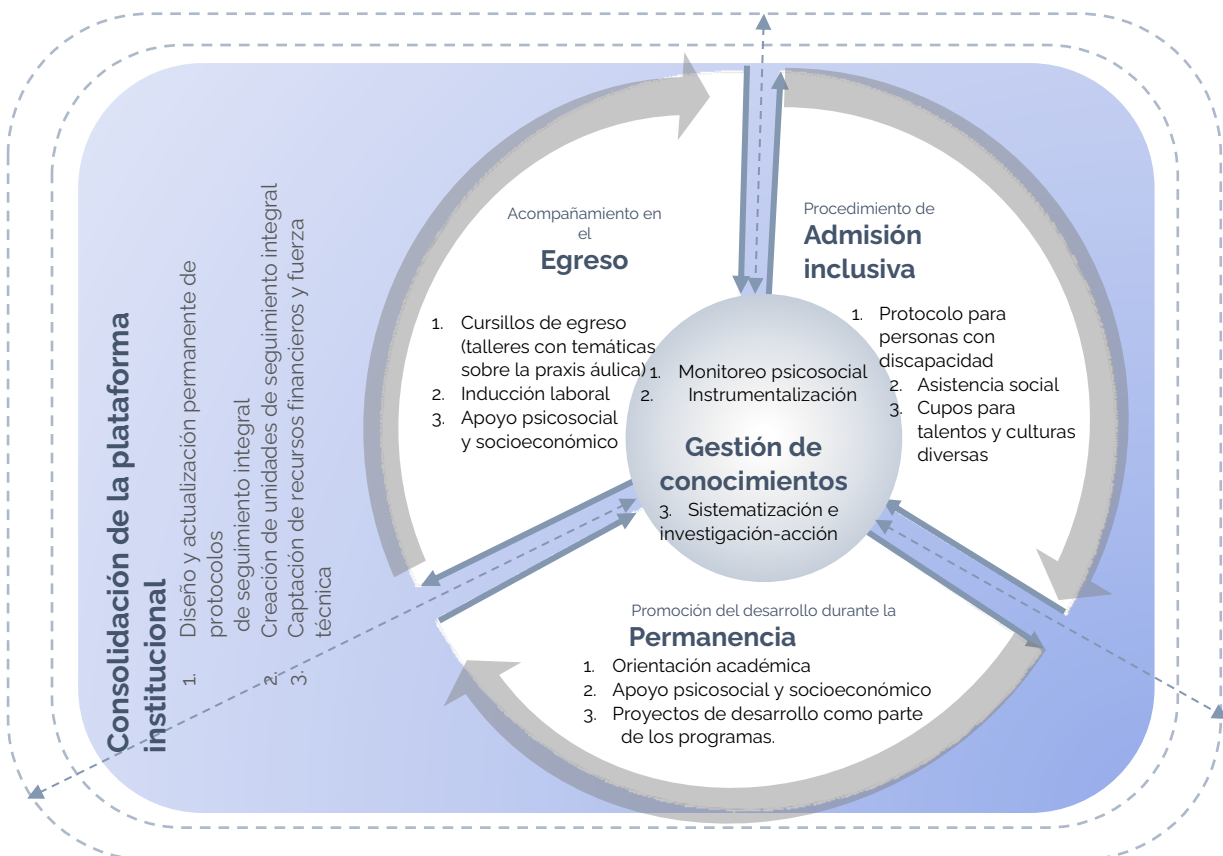 Consolidación de la plataforma
institucional
1. Diseño y actualización permanente de
protocolos
de seguimiento integral
2. Creación de unidades de seguimiento integral
3. Captación de recursos financieros y fuerza
técnica
Acompañamiento en
el
Egreso
1. Cursillos de egreso
(talleres con temáticas
sobre la praxis áulica)
2. Inducción laboral
3. Apoyo psicosocial
y socioeconómico
Procedimiento de
Admisión
inclusiva
1. Protocolo para
personas con
discapacidad
2. Asistencia social
3. Cupos para
talentos y culturas
diversas
1. Monitoreo psicosocial
2. Instrumentalización
Gestión de
conocimientos
3. Sistematización e
investigación-acción
Promoción del desarrollo durante la
Permanencia
1. Orientación académica
2. Apoyo psicosocial y socioeconómico
3. Proyectos de desarrollo como parte
de los programas.